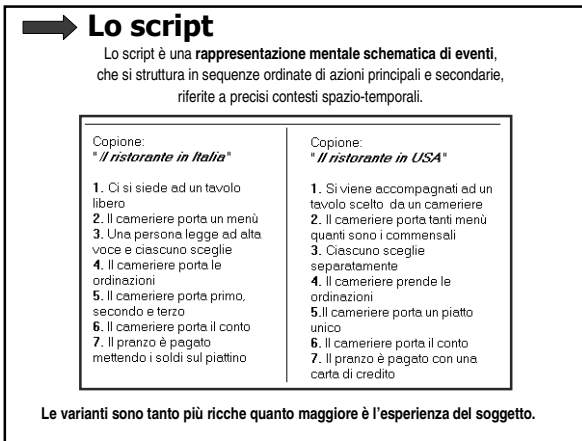 Lo script
Lo script è una rappresentazione mentale schematica di eventi,
che si struttura in sequenze ordinate di azioni principali e secondarie,
riferite a precisi contesti spazio-temporali.
Copione:
"Il ristorante in Italia"
1. Ci si siede ad un tavolo
libero
2. Il cameriere porta un menù
3. Una persona legge ad alta
voce e ciascuno sceglie
4. Il cameriere porta le
ordinazioni
5. Il cameriere porta primo,
secondo e terzo
6. Il cameriere porta il conto
7. Il pranzo è pagato
mettendo i soldi sul piattino
Copione:
"Il ristorante in USA"
1. Si viene accompagnati ad un
tavolo scelto da un cameriere
2. Il cameriere porta tanti menù
quanti sono i commensali
3. Ciascuno sceglie
separatamente
4. Il cameriere prende le
ordinazioni
5.Il cameriere porta un piatto
unico
6. Il cameriere porta il conto
7. Il pranzo è pagato con una
carta di credito
Le varianti sono tanto più ricche quanto maggiore è l'esperienza del soggetto.